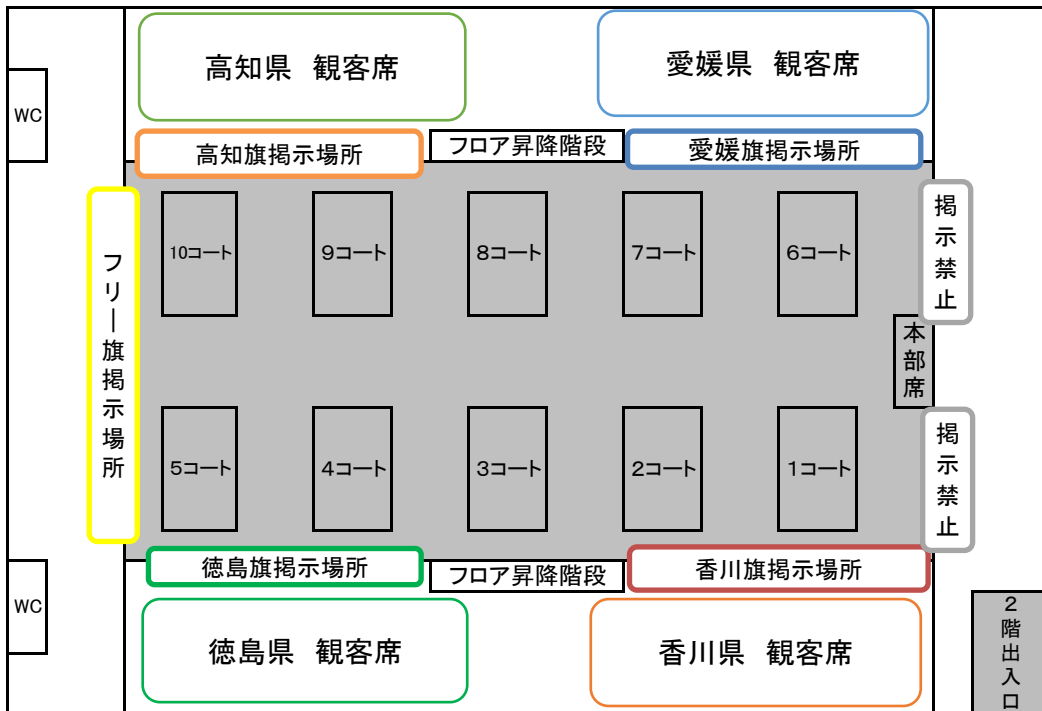 高知県 観客席
愛媛県 観客席
WC
高知旗掲示場所
フロア昇降階段
愛媛旗掲示場所
フリー旗掲示場所
10コート
9コート
8コート
7コート
6コート
掲示禁止
本部席
5コート
4コート
3コート
2コート
1コート
掲示禁止
徳島旗掲示場所
フロア昇降階段
香川旗掲示場所
WC
徳島県 観客席
香川県 観客席
2階出入口